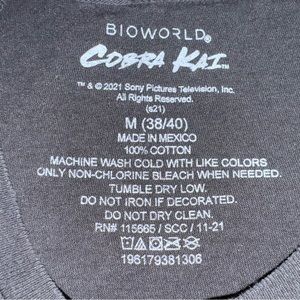 BIOWORLD®
COBRA KAI™
™ & © 2021 Sony Pictures Television, Inc.
All Rights Reserved.
(s21)
M (38/40)
MADE IN MEXICO
100% COTTON
MACHINE WASH COLD WITH LIKE COLORS
ONLY NON-CHLORINE BLEACH WHEN NEEDED.
TUMBLE DRY LOW.
DO NOT IRON IF DECORATED.
DO NOT DRY CLEAN.
RN# 115665 / SCC / 11-21
196179381306